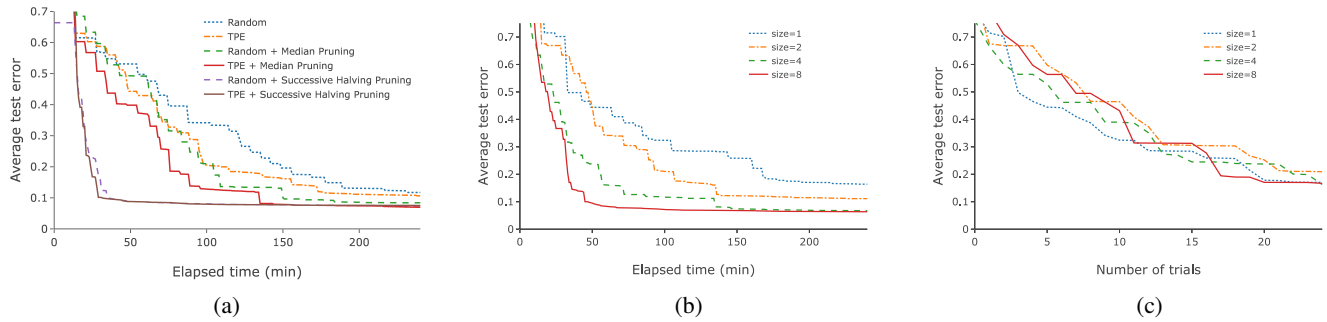 0.7
0.6
0.5
0.4
0.3
0.2
0.1
0
Average test error
0
50
100
150
200
Elapsed time (min)
Random
TPE
Random + Median Pruning
TPE + Median Pruning
Random + Successive Halving Pruning
TPE + Successive Halving Pruning
(a)
0.7
0.6
0.5
0.4
0.3
0.2
0.1
0.0
Average test error
0
50
100
150
200
Elapsed time (min)
size=1
size=2
size=4
size=8
(b)
0.7
0.6
0.5
0.4
0.3
0.2
0.1
0.0
Average test error
0
5
10
15
20
Number of trials
size=1
size=2
size=4
size=8
(c)